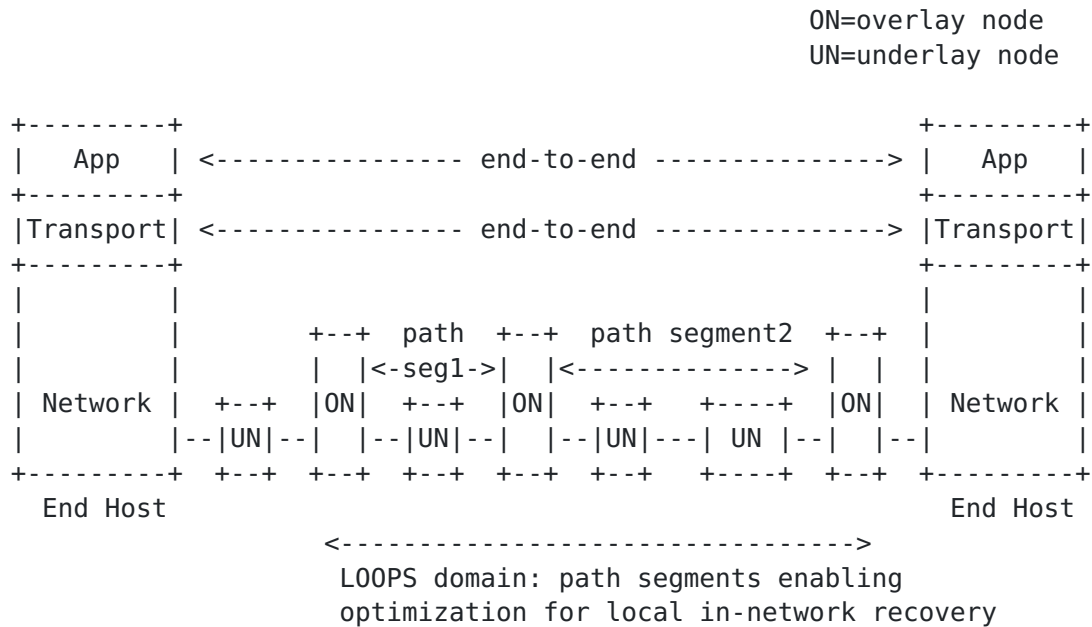 ON=overlay node
                                                   UN=underlay node

+---------+                                               +---------+
|   App   | <---------------- end-to-end ---------------> |   App   |
+---------+                                               +---------+
|Transport| <---------------- end-to-end ---------------> |Transport|
+---------+                                               +---------+
|         |                                               |         |
|         |        +--+  path  +--+  path segment2  +--+  |         |
|         |        |  |<-seg1->|  |<--------------> |  |  |         |
| Network |  +--+  |ON|  +--+  |ON|  +--+   +----+  |ON|  | Network |
|         |--|UN|--|  |--|UN|--|  |--|UN|---| UN |--|  |--|         |
+---------+  +--+  +--+  +--+  +--+  +--+   +----+  +--+  +---------+
  End Host                                                  End Host
                    <--------------------------------->
                     LOOPS domain: path segments enabling
                     optimization for local in-network recovery